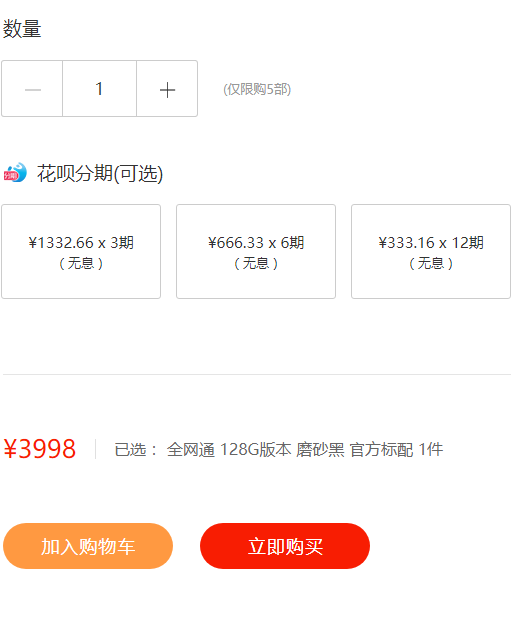 数量
1
(仅限购5部)
分期
花呗分期(可选)
¥1332.66 x 3期
（无息）
¥666.33 x 6期
（无息）
¥333.16 x 12期
（无息）
¥3998
已选： 全网通 128G版本 磨砂黑 官方标配 1件
加入购物车
立即购买